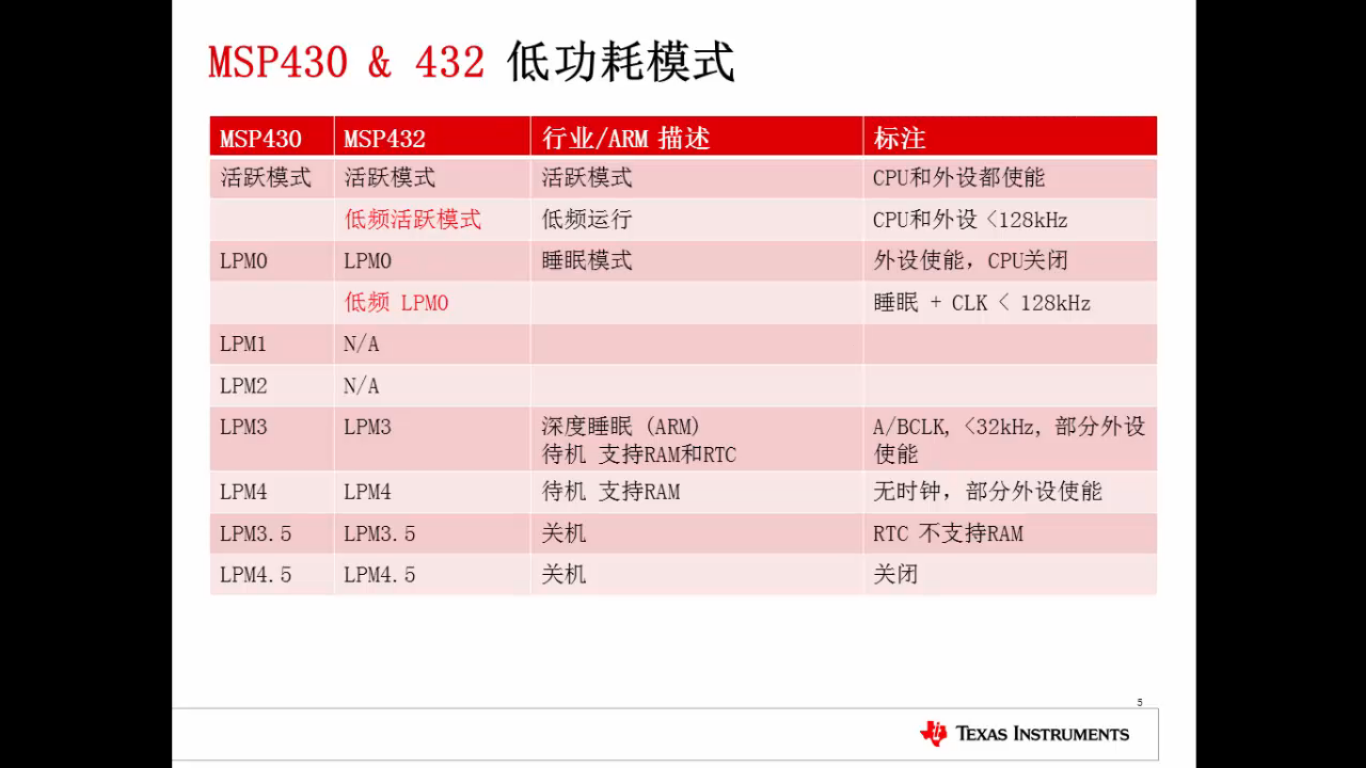 MSP430 & 432 低功耗模式
MSP430 MSP432 行业/ARM 描述 标注
活跃模式 活跃模式 活跃模式 CPU和外设都使能
低频活跃模式 低频运行 CPU和外设 <128kHz
LPM0 LPM0 睡眠模式 外设使能，CPU关闭
低频 LPM0 睡眠 + CLK < 128kHz
LPM1 N/A
LPM2 N/A
LPM3 LPM3 深度睡眠 (ARM) A/BCLK, <32kHz, 部分外设
待机 支持RAM和RTC 使能
LPM4 LPM4 待机 支持RAM 无时钟，部分外设使能
LPM3.5 LPM3.5 关机 RTC 不支持RAM
LPM4.5 LPM4.5 关机 关闭
5
TEXAS INSTRUMENTS